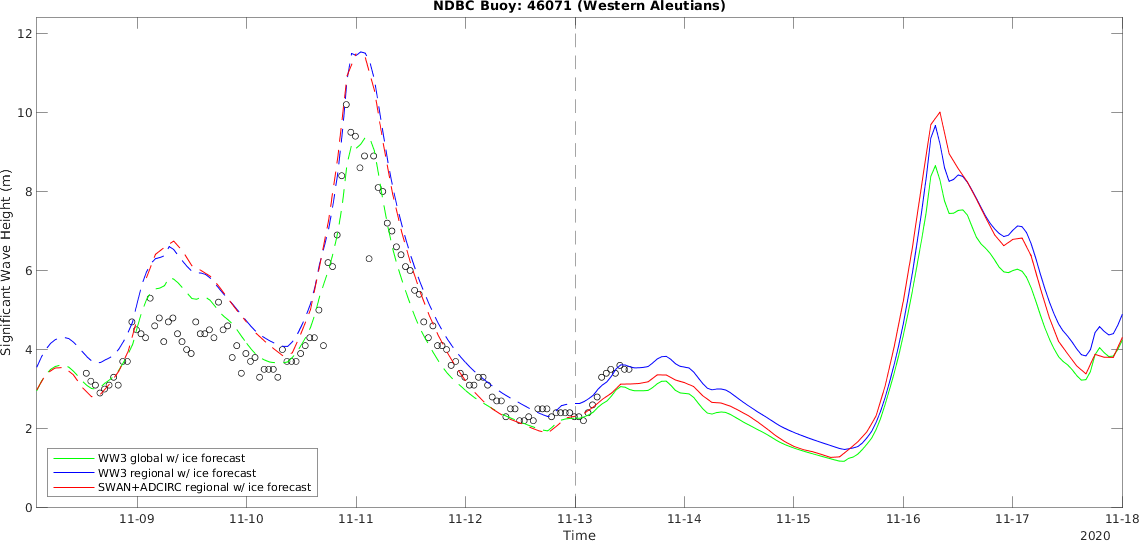 NDBC Buoy: 46071 (Western Aleutians)
Significant Wave Height (m)
12
10
8
6
4
2
0
WW3 global w/ ice forecast
WW3 regional w/ ice forecast
SWAN+ADCIRC regional w/ ice forecast
11-09 11-10 11-11 11-12 11-13 11-14 11-15 11-16 11-17 11-18
Time
2020